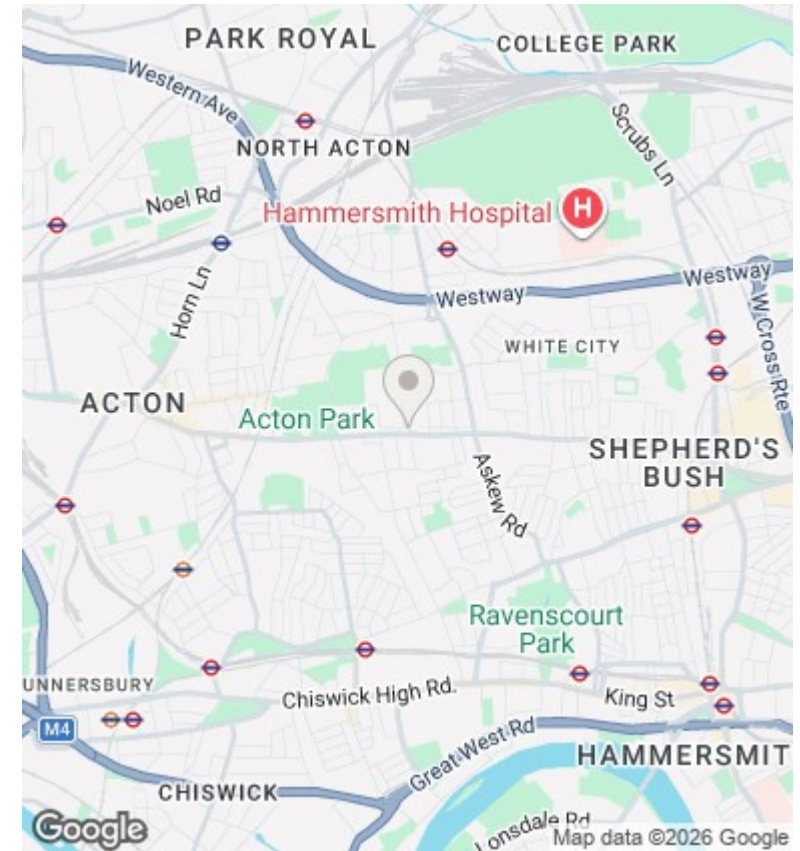 PARK ROYAL
COLLEGE PARK
Western Ave
Scrubs Ln
NORTH ACTON
Noel Rd
Hammersmith Hospital
H
Horn Ln
Westway
Westway
W Cross Rte
WHITE CITY
ACTON
Acton Park
SHEPHERD'S
BUSH
Askew Rd
Ravenscourt
Park
UNNERSBURY
Chiswick High Rd.
King St
M4
Great West Rd
HAMMERSMIT
CHISWICK
Lonsdale Rd
Google
Map data ©2026 Google